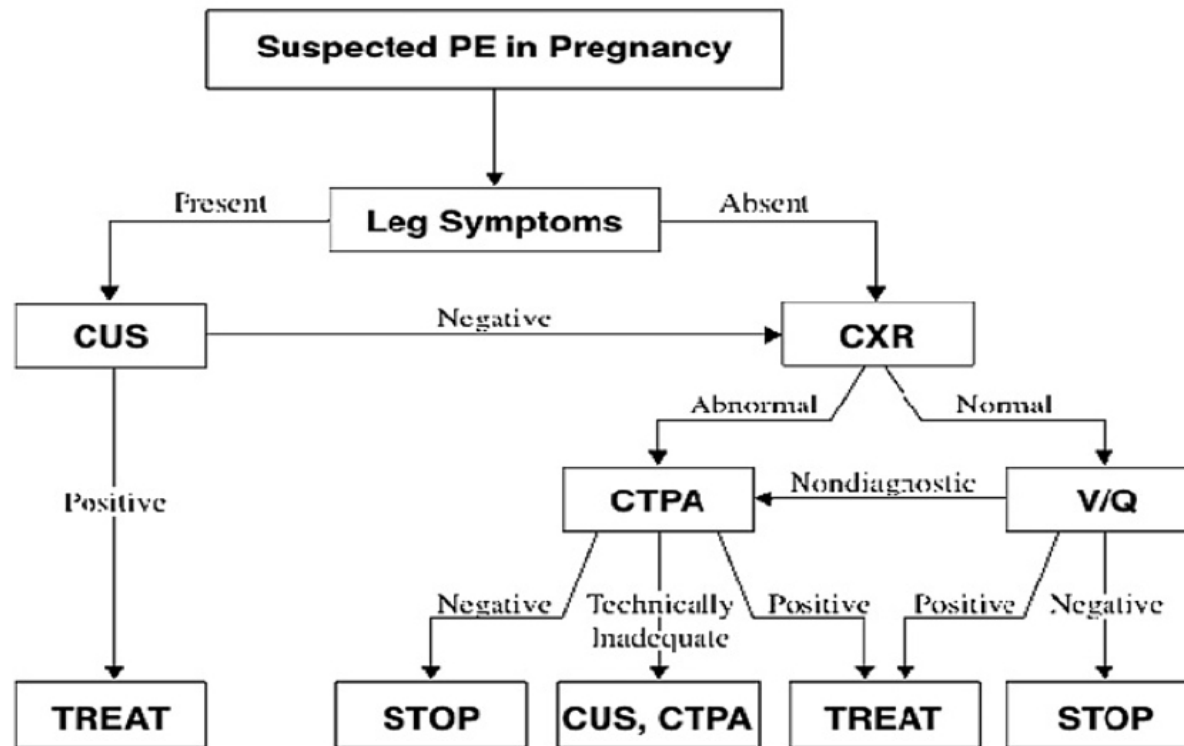 Suspected PE in Pregnancy
Present
Leg Symptoms
Absent
CUS
Negative
CXR
Abnormal
Normal
CTPA
Nondiagnostic
V/Q
Positive
Negative
Technically
Inadequate
Positive
Positive
Negative
TREAT
STOP
CUS, CTPA
TREAT
STOP